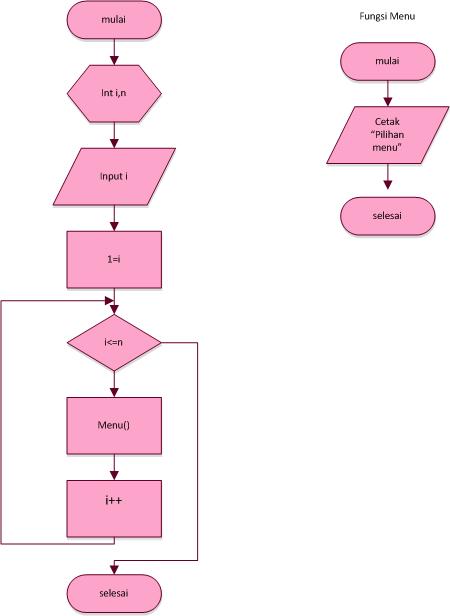 mulai
Int i,n
Input i
1=i
i<=n
Menu()
i++
selesai
Fungsi Menu
mulai
Cetak
“Pilihan
menu”
selesai